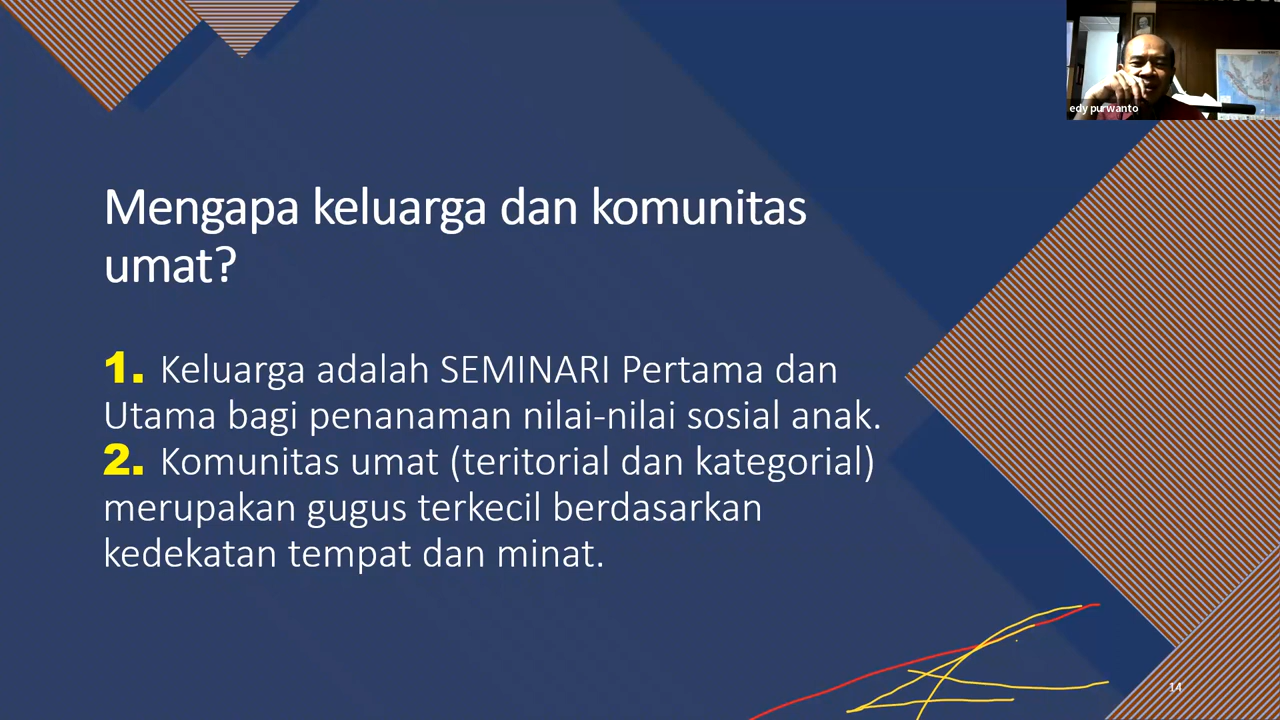 edy purwanto
Mengapa keluarga dan komunitas
umat?
1. Keluarga adalah SEMINARI Pertama dan
Utama bagi penanaman nilai-nilai sosial anak.
2. Komunitas umat (teritorial dan kategorial)
merupakan gugus terkecil berdasarkan
kedekatan tempat dan minat.
14